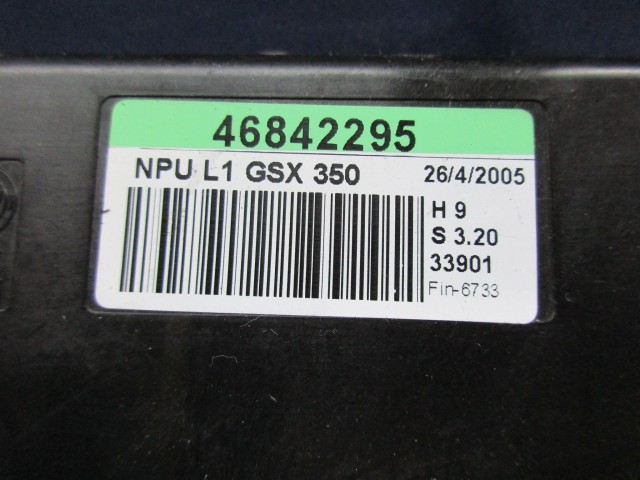 46842295
NPU L1 GSX 350 26/4/2005
H 9
S 3.20
33901
Fin-6733